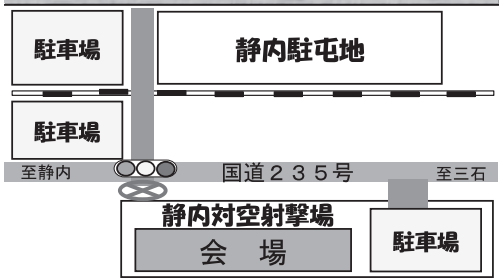 駐車場
静内駐屯地
駐車場
至静内
国道２３５号
至三石
静内対空射撃場
会　場
駐車場